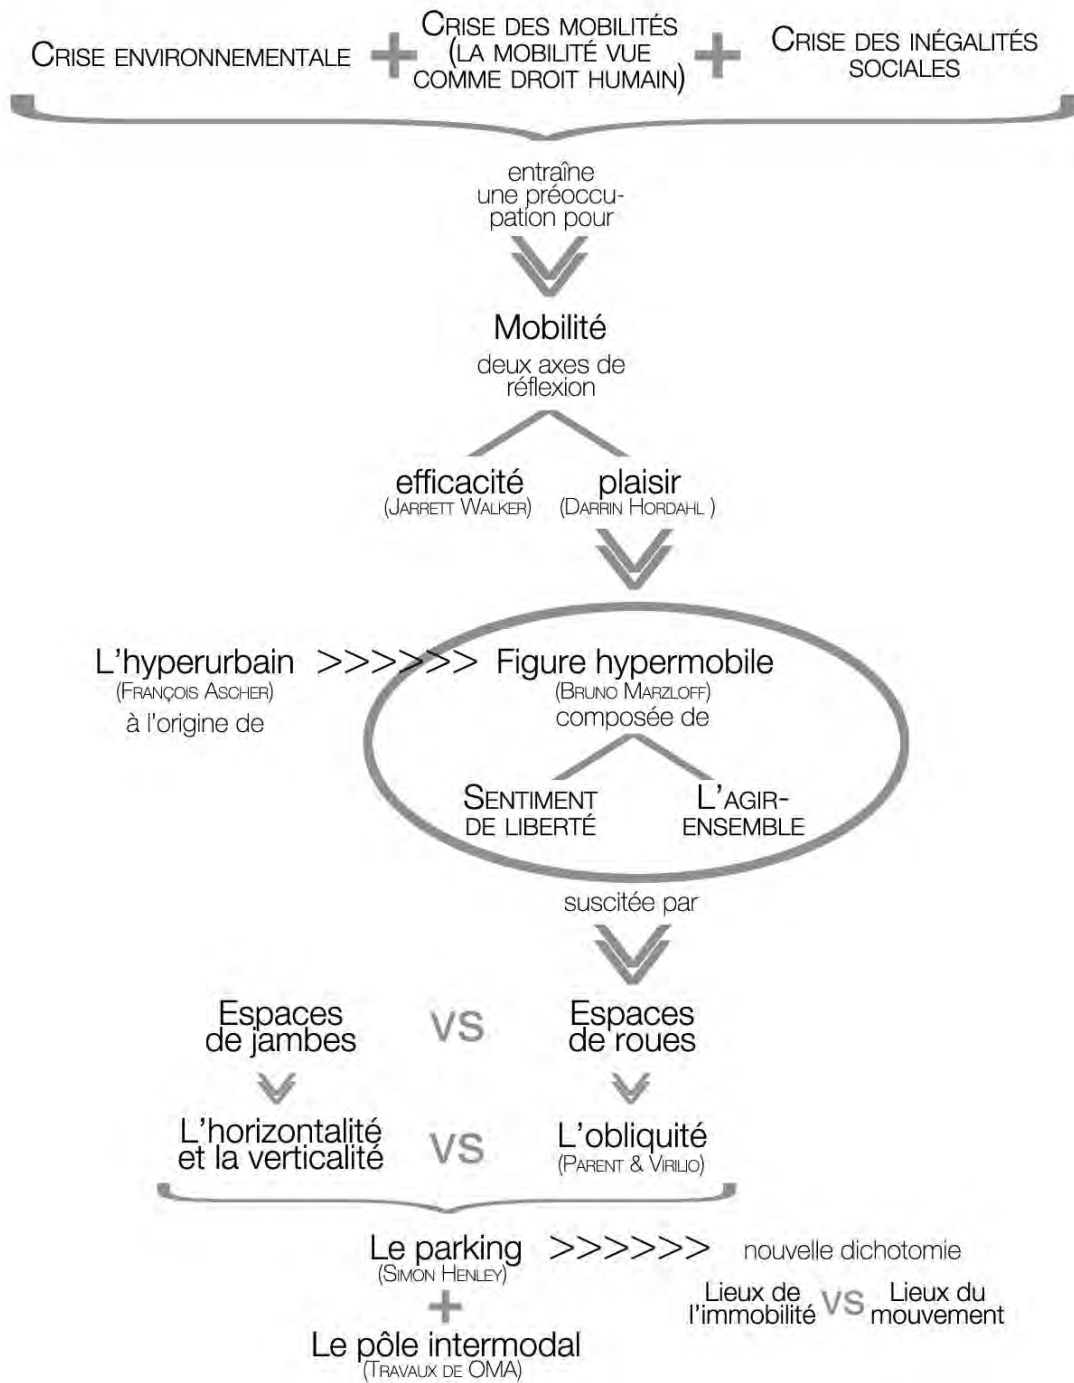 CRISE ENVIRONNEMENTALE + CRISE DES MOBILITÉS (LA MOBILITÉ VUE COMME DROIT HUMAIN) + CRISE DES INÉGALITÉS SOCIALES
entraîne
une préoccu-
pation pour
Mobilité
deux axes de
réflexion
efficacité
(JARRETT WALKER)
plaisir
(DARRIN HORDAHL )
L'hyperurbain >>>>>> Figure hypermobile
(FRANÇOIS ASCHER)
à l'origine de
(BRUNO MARZLOFF)
composée de
SENTIMENT
DE LIBERTÉ
L'AGIR-
ENSEMBLE
suscitée par
Espaces
de jambes
VS
Espaces
de roues
L'horizontalité
et la verticalité
VS
L'obliquité
(PARENT & VIRILIO)
Le parking >>>>>> nouvelle dichotomie
(SIMON HENLEY)
Lieux de
l'immobilité
VS
Lieux du
mouvement
+
Le pôle intermodal
(TRAVAUX DE OMA)